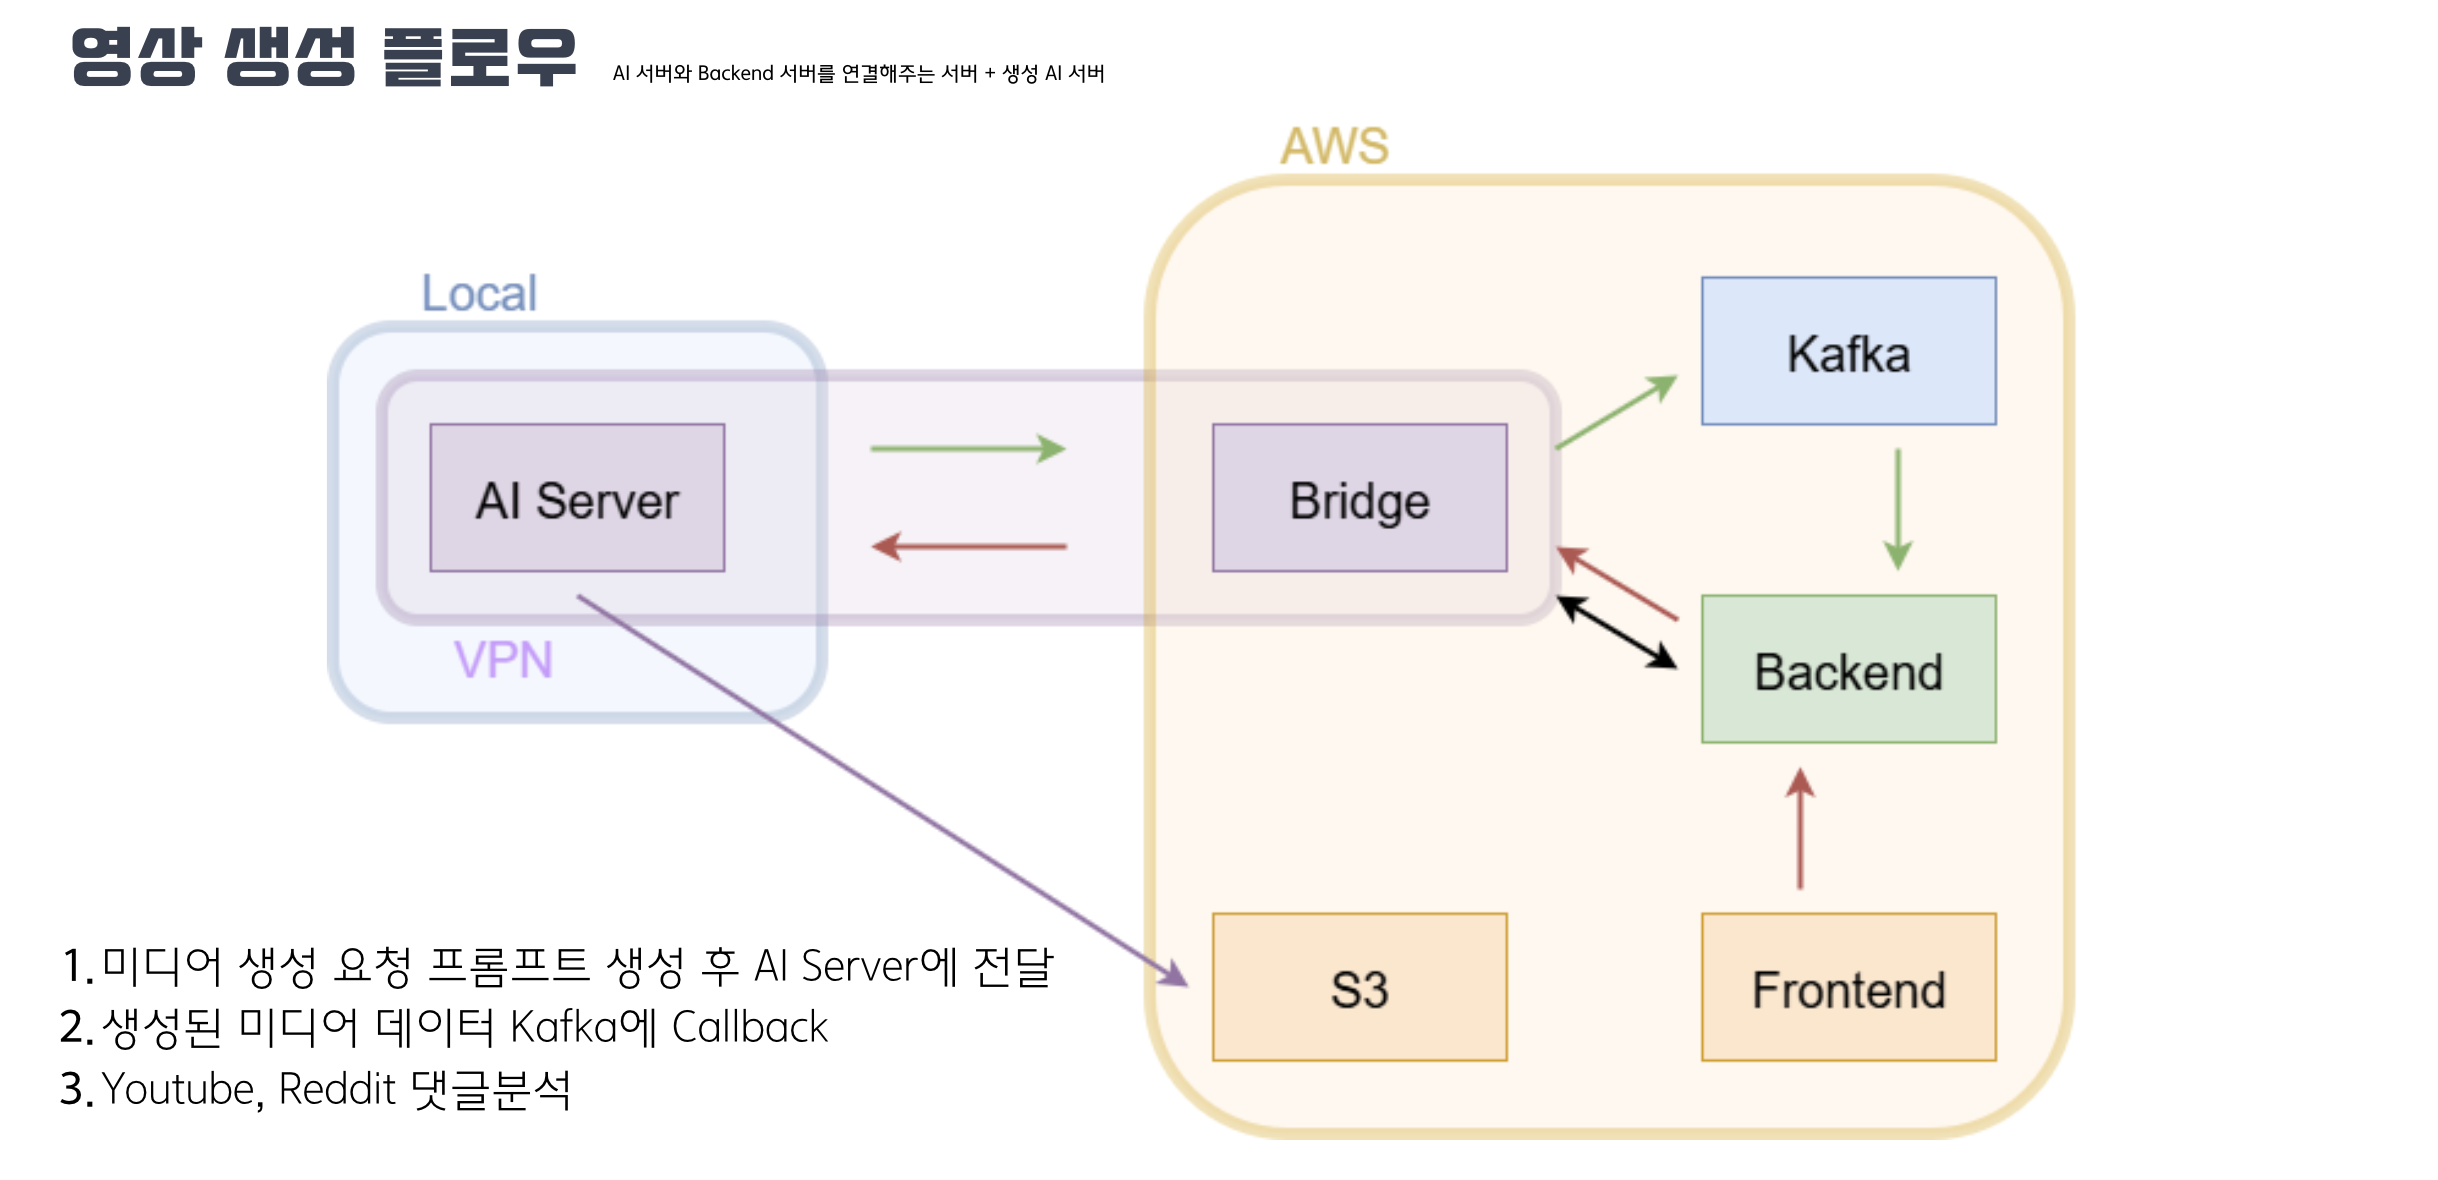 영상 생성 플로우
AI 서버와 Backend 서버를 연결해주는 서버 + 생성 AI 서버
AWS
Local
Kafka
AI Server
Bridge
VPN
Backend
S3
Frontend
1. 미디어 생성 요청 프롬프트 생성 후 AI Server에 전달
2. 생성된 미디어 데이터 Kafka에 Callback
3. Youtube, Reddit 댓글분석